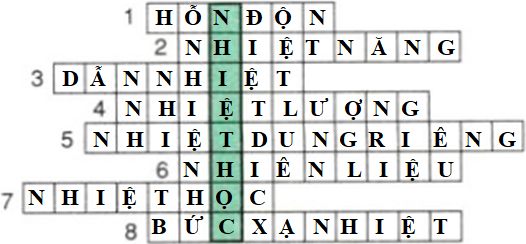 1 HỖNĐỘN
2 NHIỆTNĂNG
3 DẪNNHIỆT
4 NHIỆTLƯỢNG
5 NHIỆTDUNGRIÊNG
6 NHIÊNLIỆU
7 NHIỆTHỌC
8 BỨCXẠNHIỆT